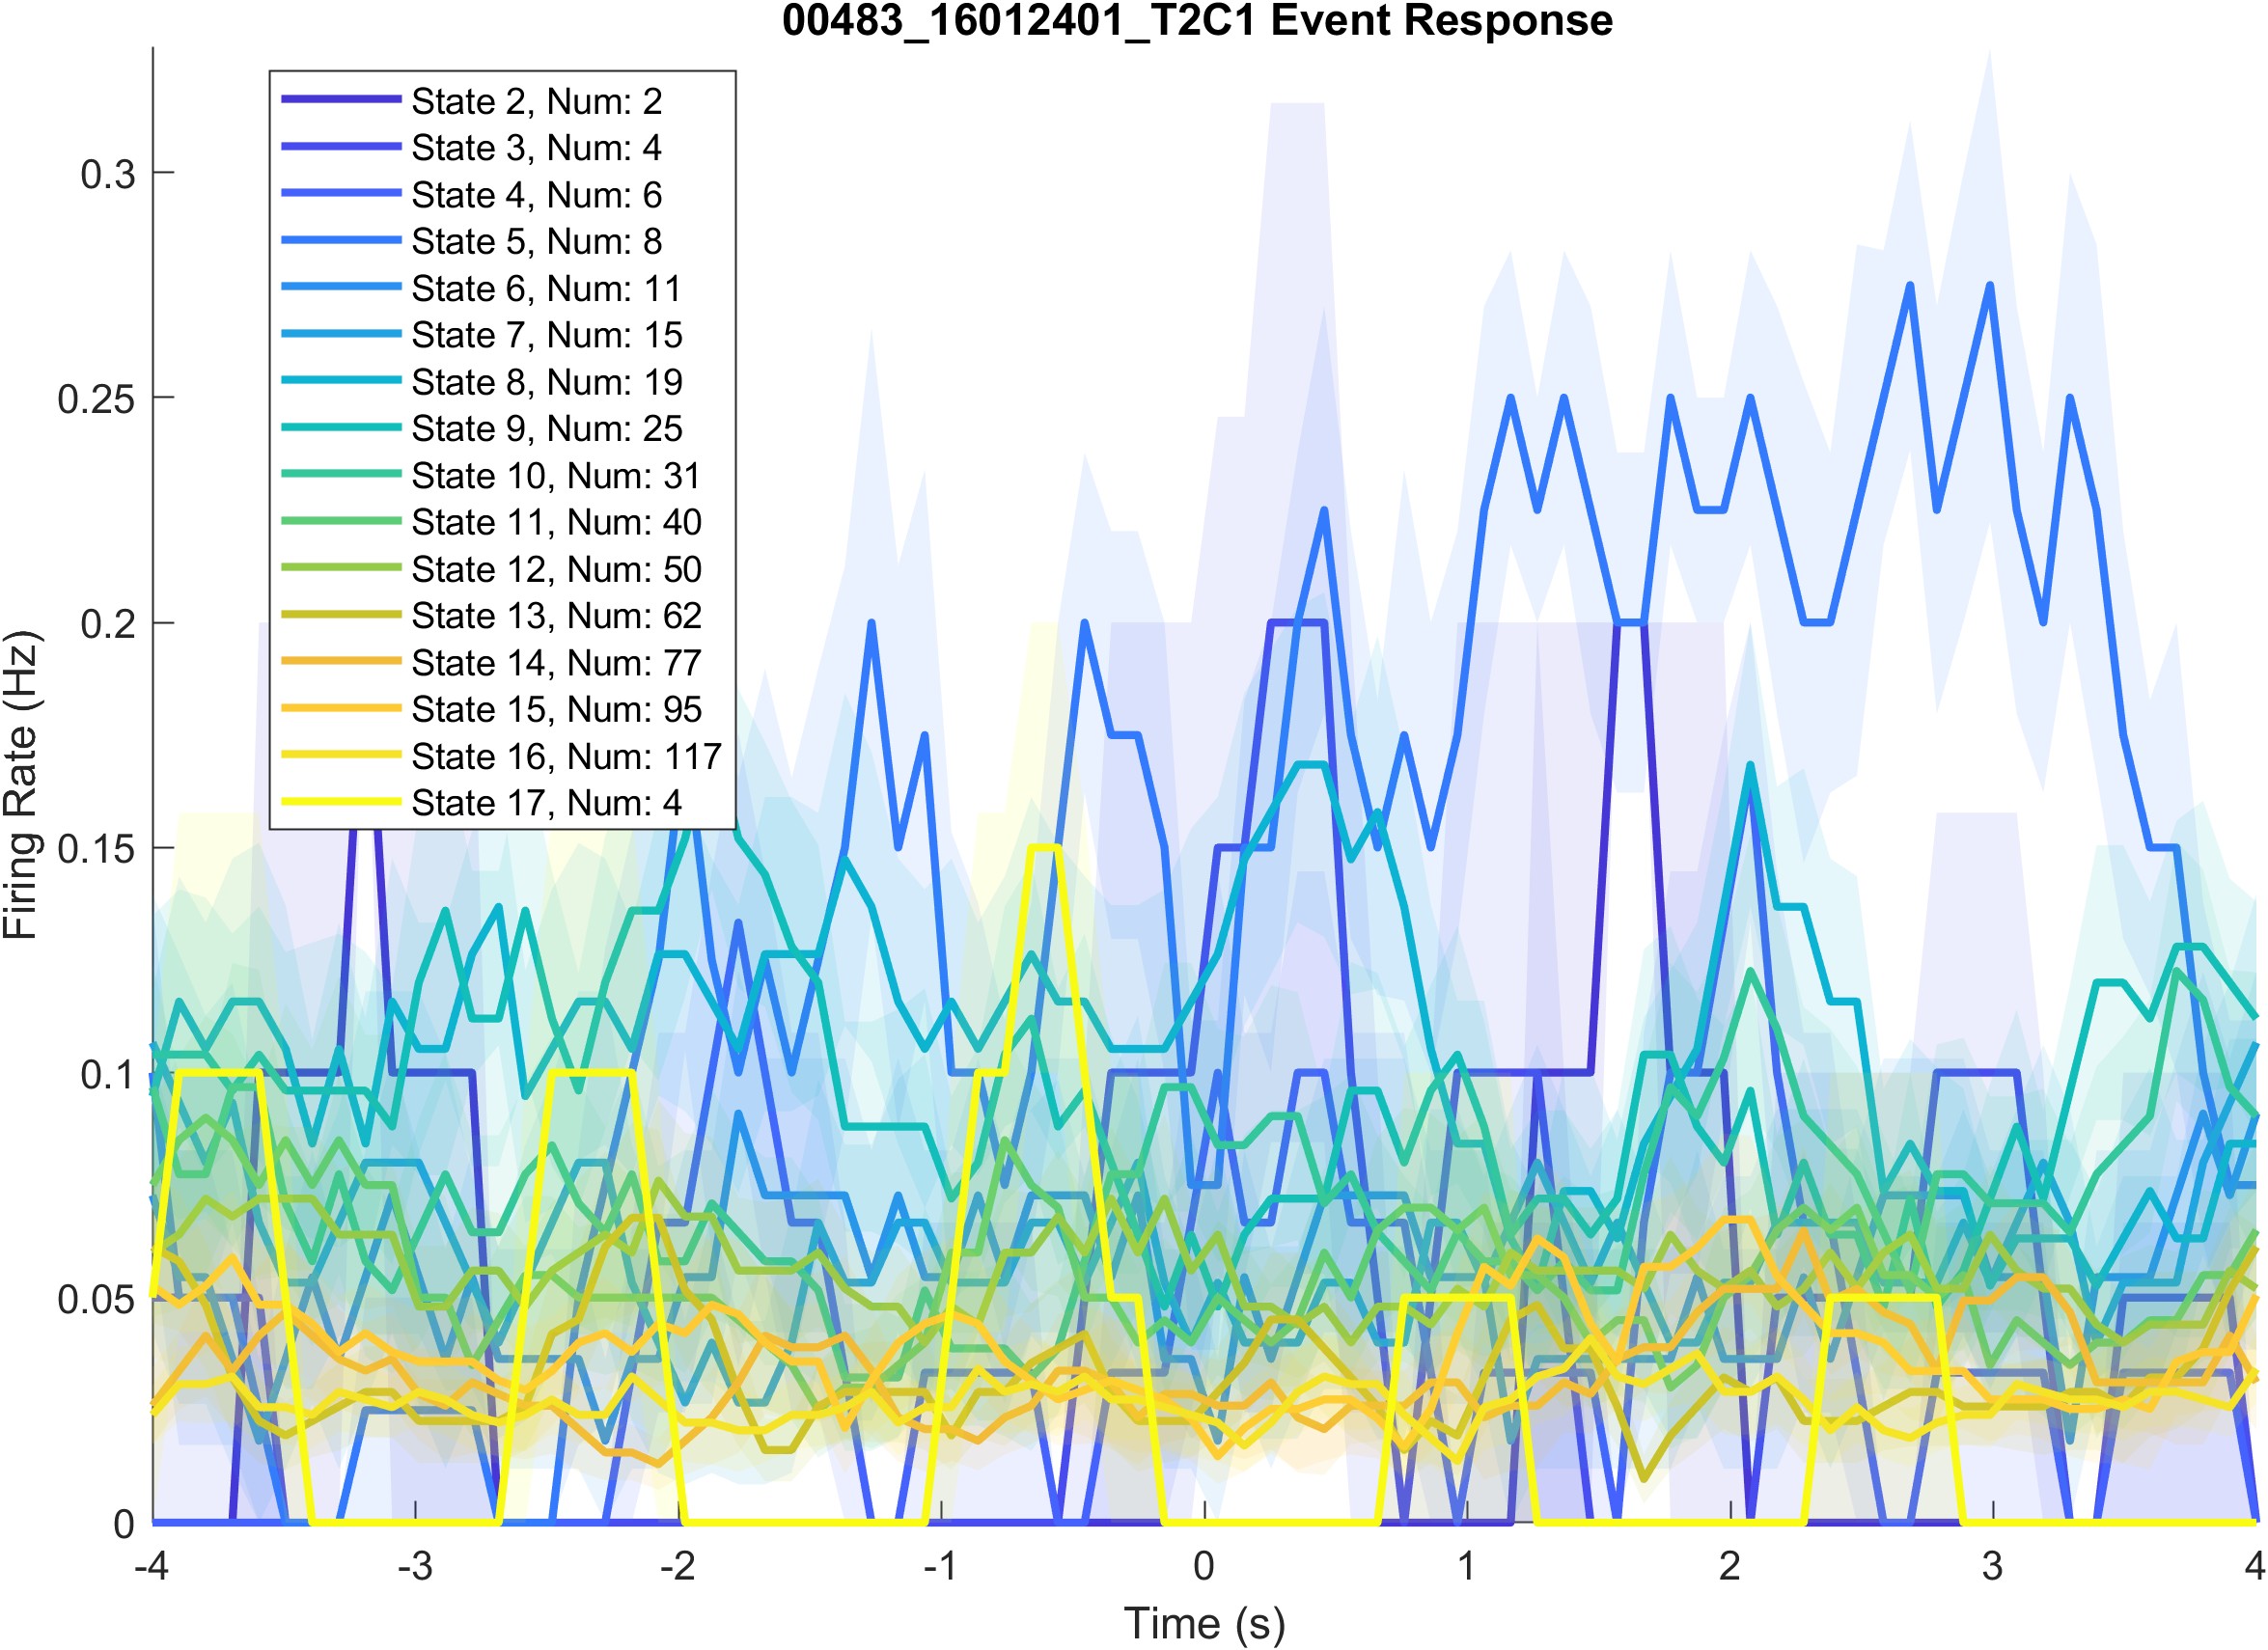 00483_16012401_T2C1 Event Response
State 2, Num: 2
State 3, Num: 4
State 4, Num: 6
State 5, Num: 8
State 6, Num: 11
State 7, Num: 15
State 8, Num: 19
State 9, Num: 25
State 10, Num: 31
State 11, Num: 40
State 12, Num: 50
State 13, Num: 62
State 14, Num: 77
State 15, Num: 95
State 16, Num: 117
State 17, Num: 4
Firing Rate (Hz)
0.3
0.25
0.2
0.15
0.1
0.05
0
-4 -3 -2 -1 0 1 2 3 4
Time (s)